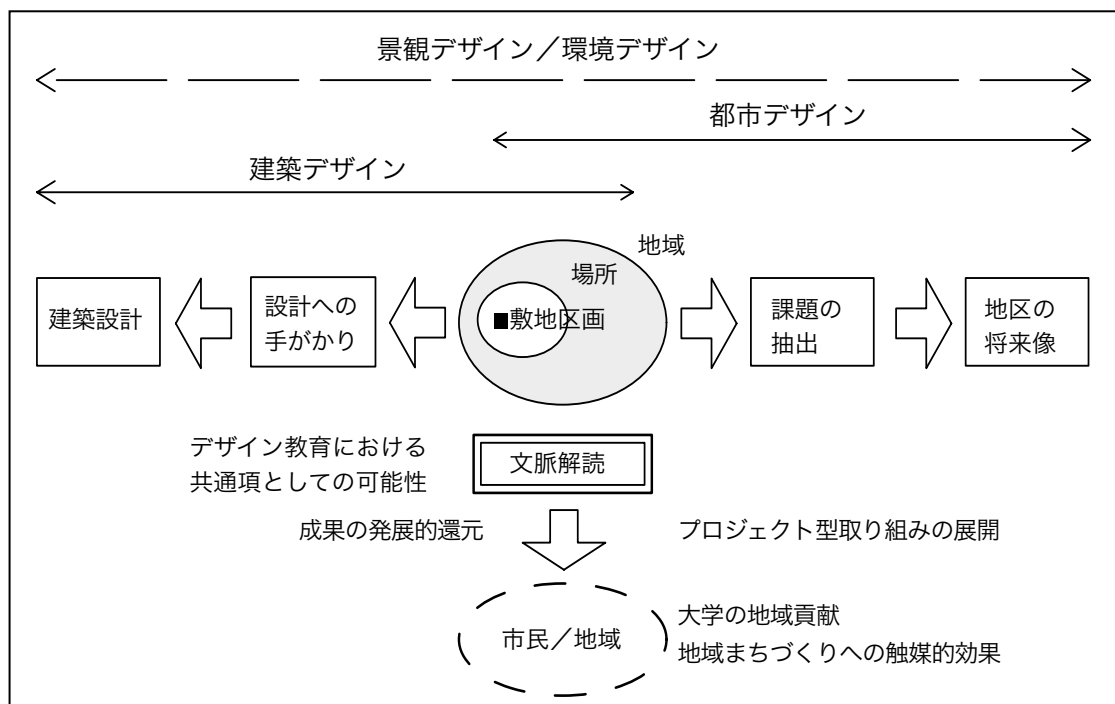 景観デザイン／環境デザイン
都市デザイン
建築デザイン
地域
場所
■敷地区画
建築設計
設計への
手がかり
課題の
抽出
地区の
将来像
デザイン教育における
共通項としての可能性
文脈解読
成果の発展的還元
プロジェクト型取り組みの展開
市民／地域
大学の地域貢献
地域まちづくりへの触媒的効果